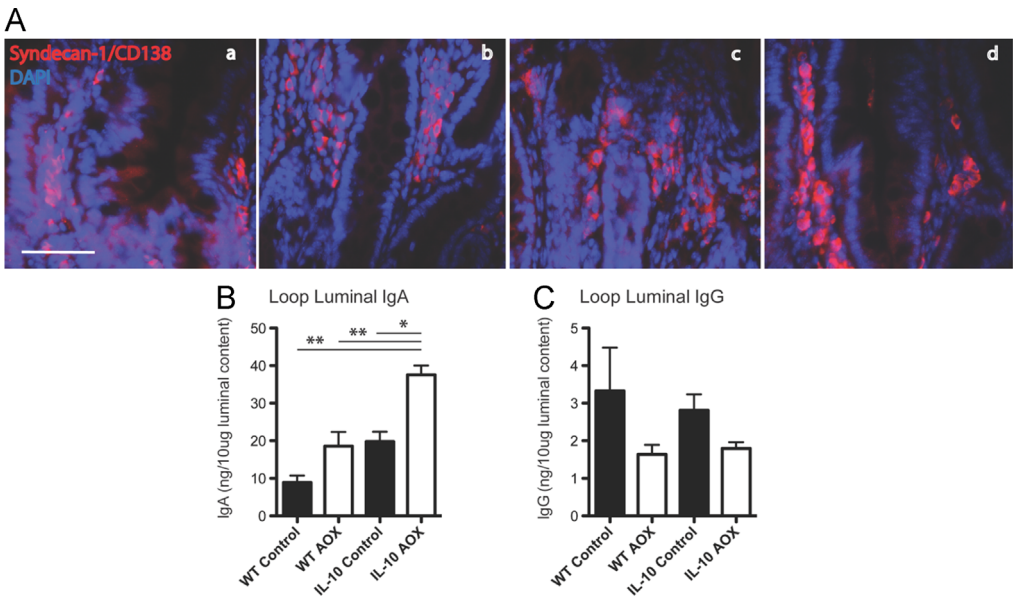 A
Syndecan-1/CD138
DAPI
a
b
c
d
B
Loop Luminal IgA
IgA (ng/10ug luminal content)
50
40
30
20
10
0
**
**
*
WT Control
WT AOX
IL-10 Control
IL-10 AOX
C
Loop Luminal IgG
IgG (ng/10ug luminal content)
5
4
3
2
1
0
WT Control
WT AOX
IL-10 Control
IL-10 AOX